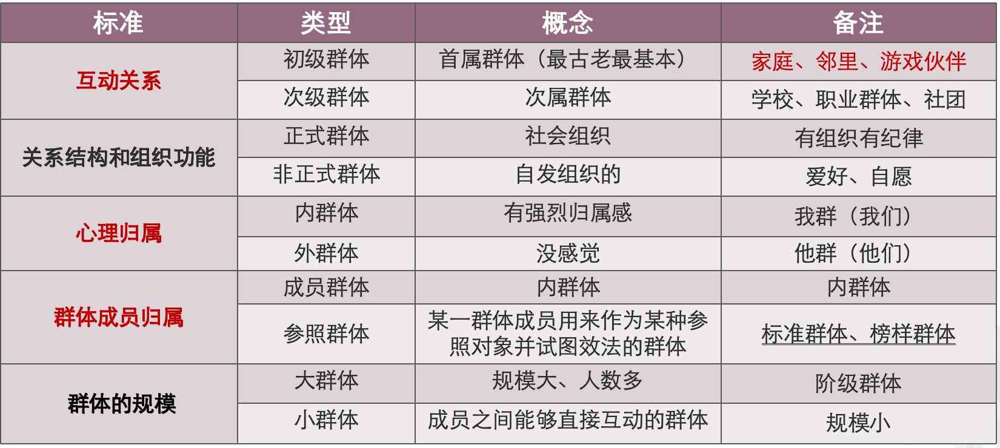 标准 类型 概念 备注
互动关系 初级群体 首属群体（最古老最基本） 家庭、邻里、游戏伙伴
次级群体 次属群体 学校、职业群体、社团
关系结构和组织功能 正式群体 社会组织 有组织有纪律
非正式群体 自发组织的 爱好、自愿
心理归属 内群体 有强烈归属感 我群（我们）
外群体 没感觉 他群（他们）
群体成员归属 成员群体 内群体 内群体
参照群体 某一群体成员用来作为某种参
照对象并试图效法的群体 标准群体、榜样群体
群体的规模 大群体 规模大、人数多 阶级群体
小群体 成员之间能够直接互动的群体 规模小